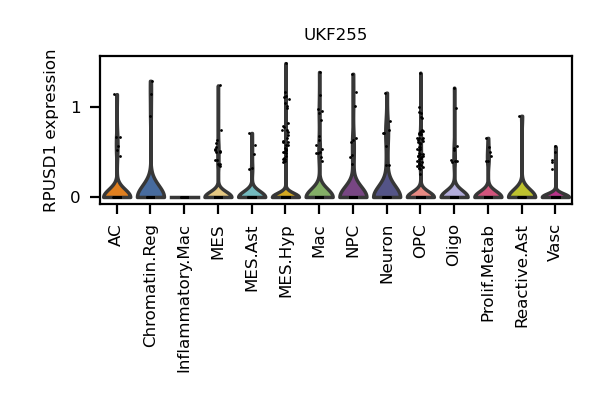 UKF255
RPUSD1 expression
1
0
AC
Chromatin.Reg
Inflammatory.Mac
MES
MES.Ast
MES.Hyp
Mac
NPC
Neuron
OPC
Oligo
Prolif.Metab
Reactive.Ast
Vasc